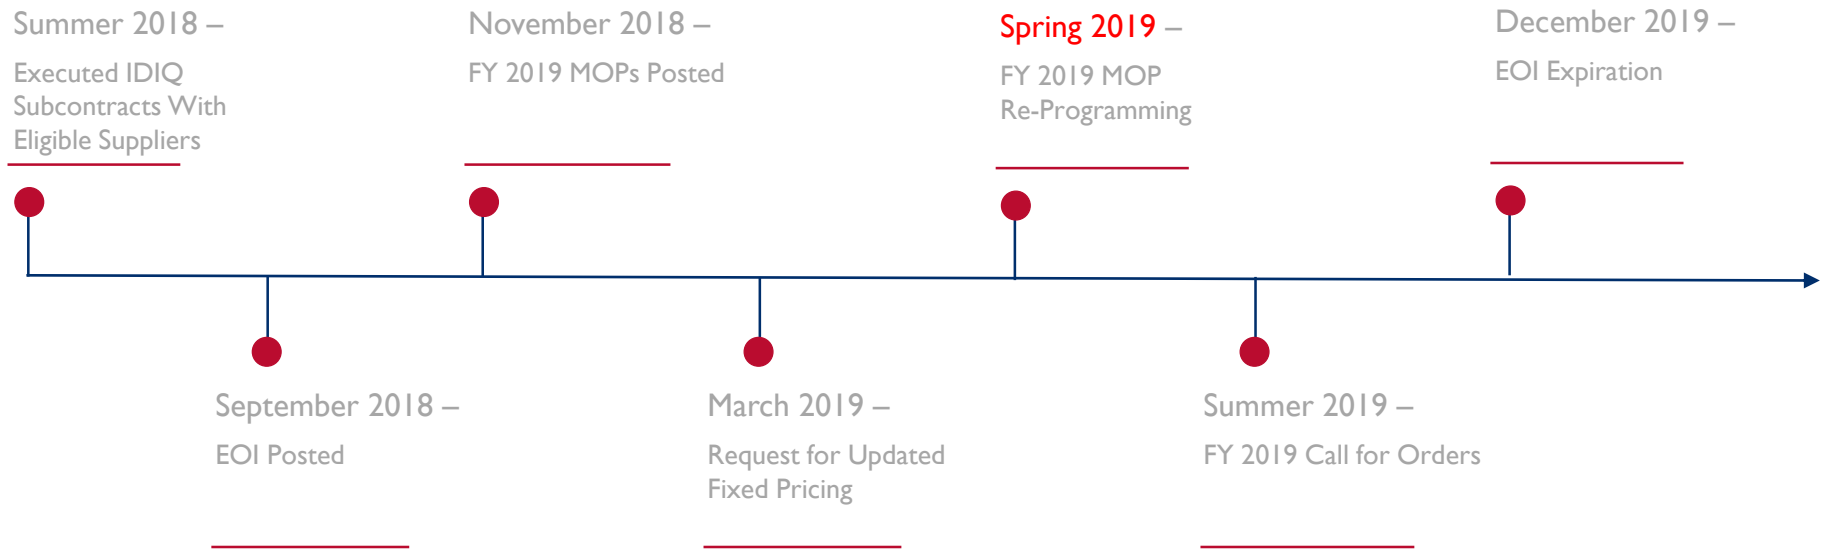 Summer 2018 –
Executed IDIQ
Subcontracts With
Eligible Suppliers
September 2018 –
EOI Posted
November 2018 –
FY 2019 MOPs Posted
March 2019 –
Request for Updated
Fixed Pricing
Spring 2019 –
FY 2019 MOP
Re-Programming
Summer 2019 –
FY 2019 Call for Orders
December 2019 –
EOI Expiration